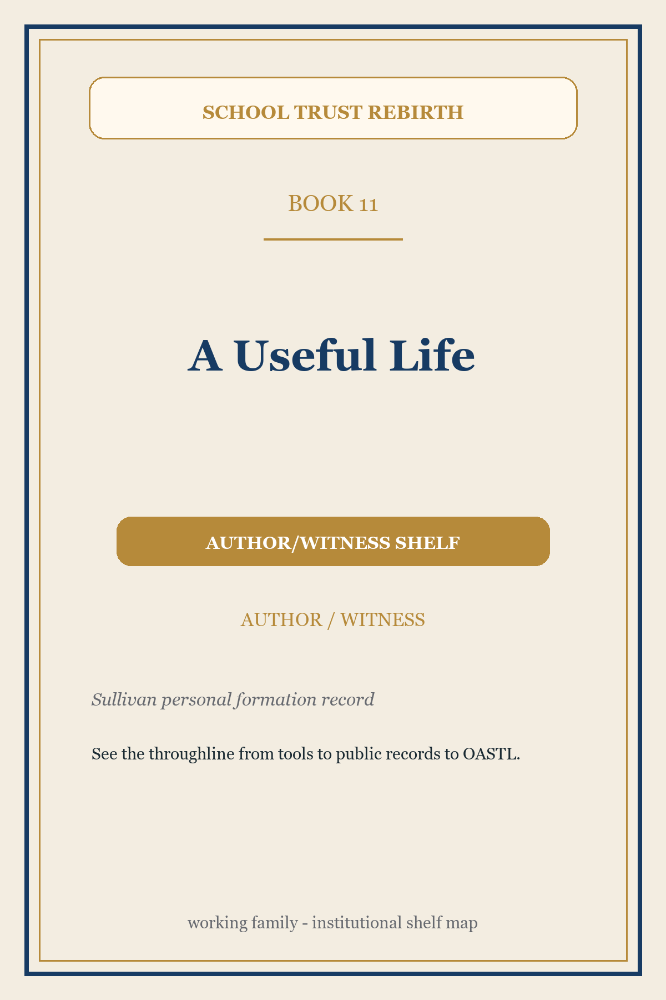 SCHOOL TRUST REBIRTH
BOOK 11
A Useful Life
AUTHOR/WITNESS SHELF
AUTHOR / WITNESS
Sullivan personal formation record
See the throughline from tools to public records to OASTL.
working family - institutional shelf map